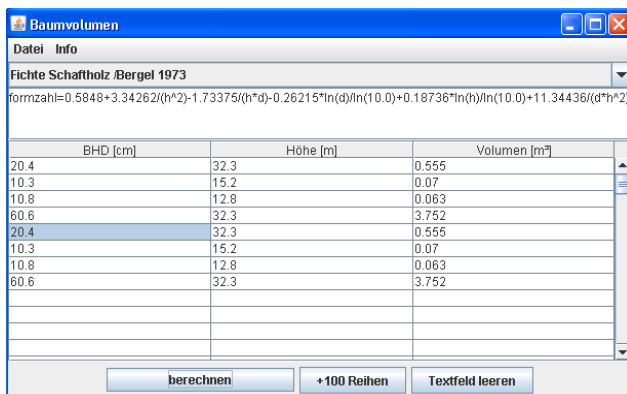 Baumvolumen
Datei Info
Fichte Schaftholz /Bergel 1973
formzahl=0.5848+3.34262/(h^2)-1.73375/(h*d)-0.26215*ln(d)/ln(10.0)+0.18736*ln(h)/ln(10.0)+11.34436/(d*h^2)
BHD [cm] Höhe [m] Volumen [m³]
20.4 32.3 0.555
10.3 15.2 0.07
10.8 12.8 0.063
60.6 32.3 3.752
20.4 32.3 0.555
10.3 15.2 0.07
10.8 12.8 0.063
60.6 32.3 3.752
berechnen +100 Reihen Textfeld leeren